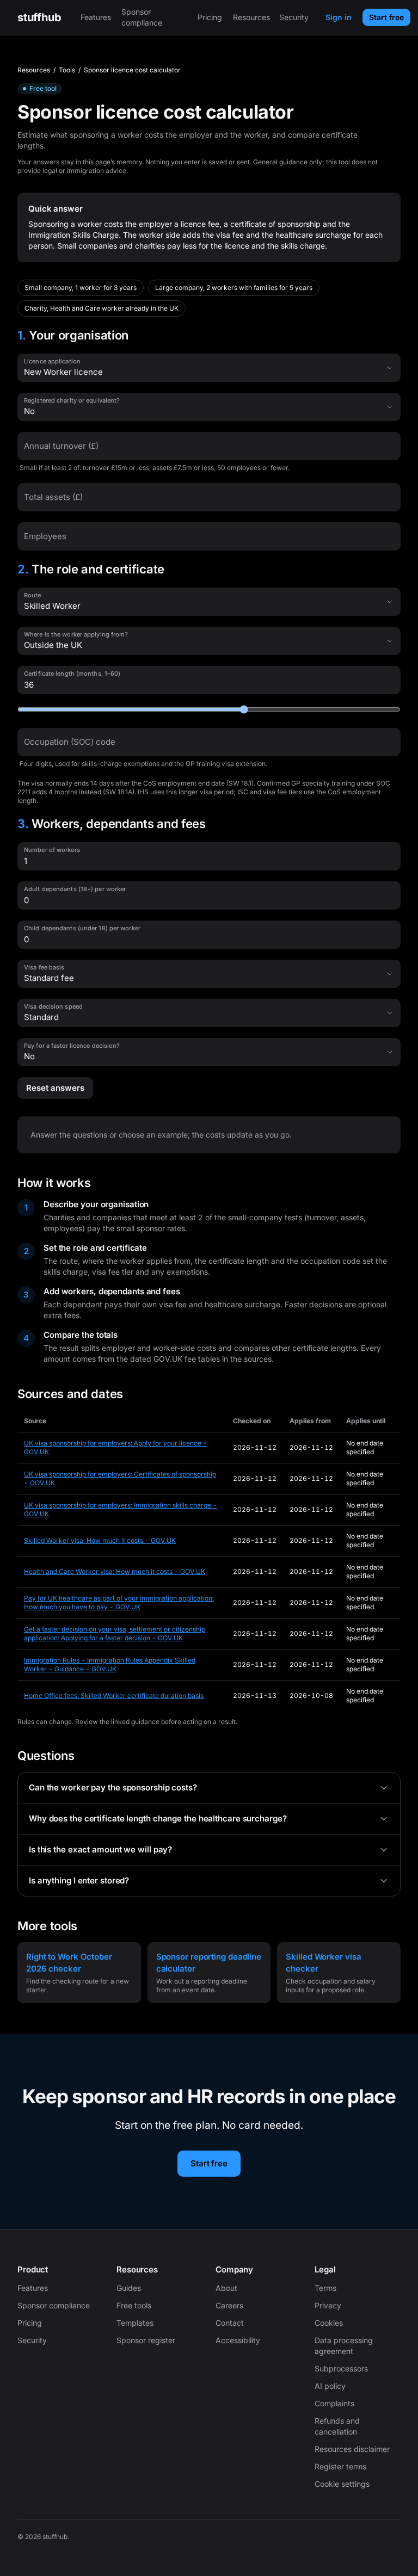 stuffhub
Features
Sponsor
compliance
Pricing
Resources
Security
Sign in
Start free
Resources / Tools / Sponsor licence cost calculator
Free tool
Sponsor licence cost calculator
Estimate what sponsoring a worker costs the employer and the worker, and compare certificate
lengths.
Your answers stay in this page's memory. Nothing you enter is saved or sent. General guidance only; this tool does not
provide legal or immigration advice.
Quick answer
Sponsoring a worker costs the employer a licence fee, a certificate of sponsorship and the
Immigration Skills Charge. The worker side adds the visa fee and the healthcare surcharge for each
person. Small companies and charities pay less for the licence and the skills charge.
Small company, 1 worker for 3 years
Large company, 2 workers with families for 5 years
Charity, Health and Care worker already in the UK
1. Your organisation
Licence application
New Worker licence
Registered charity or equivalent?
No
Annual turnover (£)
Small if at least 2 of: turnover £15m or less, assets £7.5m or less, 50 employees or fewer.
Total assets (£)
Employees
2. The role and certificate
Route
Skilled Worker
Where is the worker applying from?
Outside the UK
Certificate length (months, 1–60)
36
Occupation (SOC) code
Four digits, used for skills-charge exemptions and the GP training visa extension.
The visa normally ends 14 days after the CoS employment end date (SW 18.1). Confirmed GP specialty training under SOC
2211 adds 4 months instead (SW 18.1A). IHS uses this longer visa period; ISC and visa fee tiers use the CoS employment
length.
3. Workers, dependants and fees
Number of workers
1
Adult dependants (18+) per worker
0
Child dependants (under 18) per worker
0
Visa fee basis
Standard fee
Visa decision speed
Standard
Pay for a faster licence decision?
No
Reset answers
Answer the questions or choose an example; the costs update as you go.
How it works
1
Describe your organisation
Charities and companies that meet at least 2 of the small-company tests (turnover, assets,
employees) pay the small sponsor rates.
2
Set the role and certificate
The route, where the worker applies from, the certificate length and the occupation code set the
skills charge, visa fee tier and any exemptions.
3
Add workers, dependants and fees
Each dependant pays their own visa fee and healthcare surcharge. Faster decisions are optional
extra fees.
4
Compare the totals
The result splits employer and worker-side costs and compares other certificate lengths. Every
amount comes from the dated GOV.UK fee tables in the sources.
Sources and dates
Source Checked on Applies from Applies until
UK visa sponsorship for employers: Apply for your licence - GOV.UK 2026-11-12 2026-11-12 No end date specified
UK visa sponsorship for employers: Certificates of sponsorship - GOV.UK 2026-11-12 2026-11-12 No end date specified
UK visa sponsorship for employers: Immigration skills charge - GOV.UK 2026-11-12 2026-11-12 No end date specified
Skilled Worker visa: How much it costs - GOV.UK 2026-11-12 2026-11-12 No end date specified
Health and Care Worker visa: How much it costs - GOV.UK 2026-11-12 2026-11-12 No end date specified
Pay for UK healthcare as part of your immigration application: How much you have to pay - GOV.UK 2026-11-12 2026-11-12 No end date specified
Get a faster decision on your visa, settlement or citizenship application: Applying for a faster decision - GOV.UK 2026-11-12 2026-11-12 No end date specified
Immigration Rules - Immigration Rules Appendix Skilled Worker - Guidance - GOV.UK 2026-11-12 2026-11-12 No end date specified
Home Office fees: Skilled Worker certificate duration basis 2026-11-13 2026-10-08 No end date specified
Rules can change. Review the linked guidance before acting on a result.
Questions
Can the worker pay the sponsorship costs?
Why does the certificate length change the healthcare surcharge?
Is this the exact amount we will pay?
Is anything I enter stored?
More tools
Right to Work October
2026 checker
Find the checking route for a new
starter.
Sponsor reporting deadline
calculator
Work out a reporting deadline
from an event date.
Skilled Worker visa
checker
Check occupation and salary
inputs for a proposed role.
Keep sponsor and HR records in one place
Start on the free plan. No card needed.
Start free
Product
Features
Sponsor compliance
Pricing
Security
Resources
Guides
Free tools
Templates
Sponsor register
Company
About
Careers
Contact
Accessibility
Legal
Terms
Privacy
Cookies
Data processing
agreement
Subprocessors
AI policy
Complaints
Refunds and
cancellation
Resources disclaimer
Register terms
Cookie settings
© 2026 stuffhub.